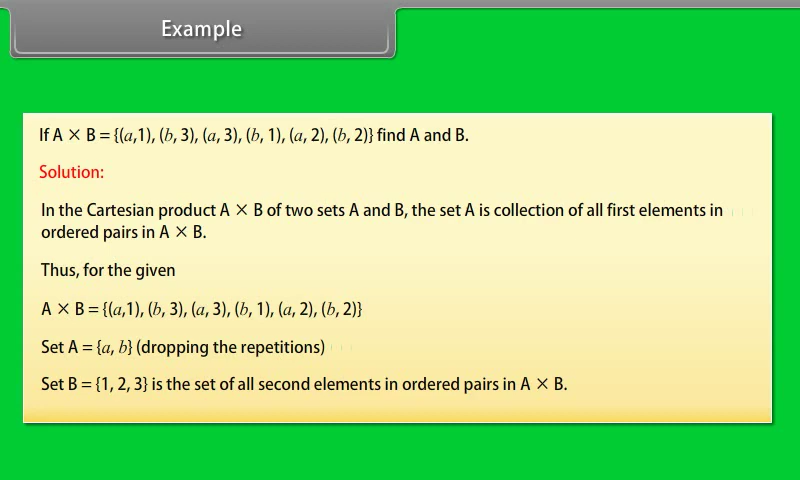 Example
If A × B = {(a,1), (b, 3), (a, 3), (b, 1), (a, 2), (b, 2)} find A and B.
Solution:
In the Cartesian product A × B of two sets A and B, the set A is collection of all first elements in
ordered pairs in A × B.
Thus, for the given
A × B = {(a,1), (b, 3), (a, 3), (b, 1), (a, 2), (b, 2)}
Set A = {a, b} (dropping the repetitions)
Set B = {1, 2, 3} is the set of all second elements in ordered pairs in A × B.